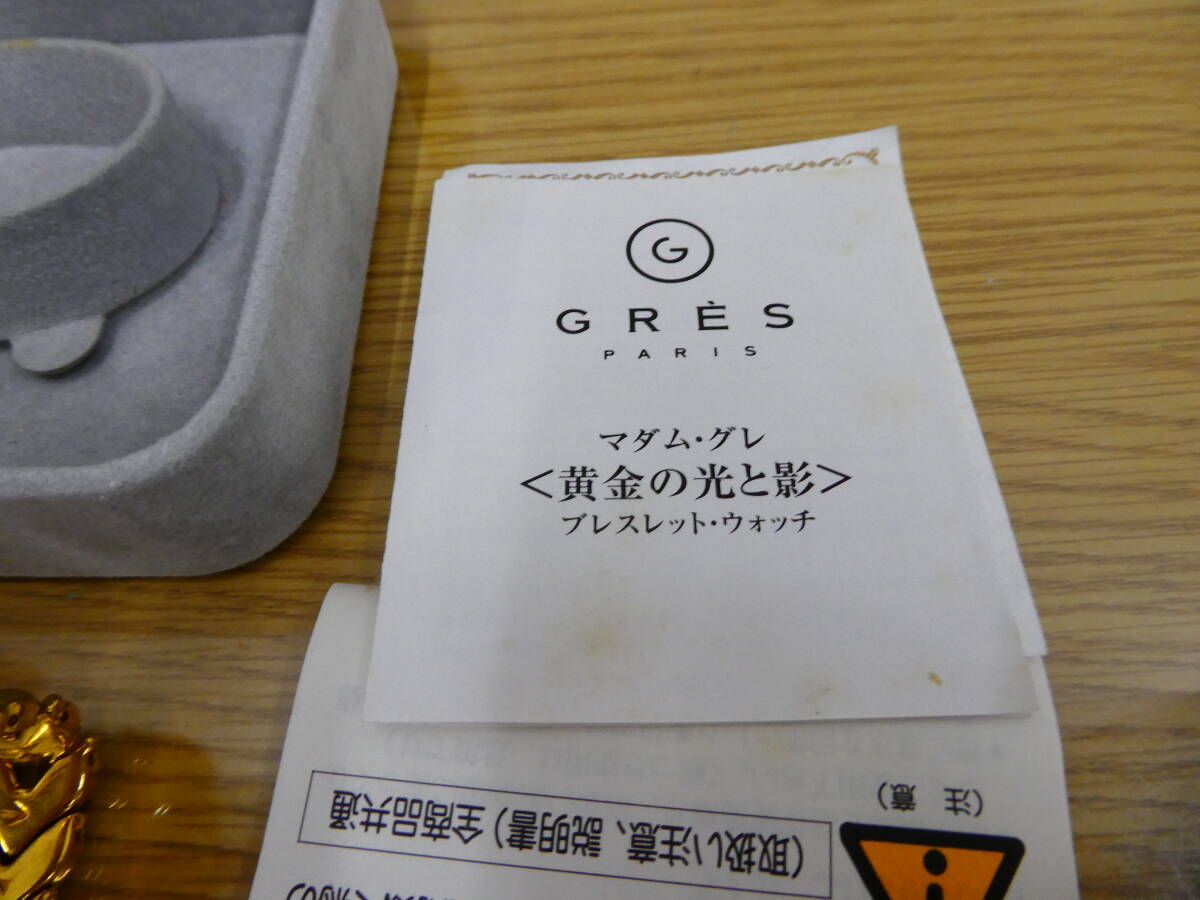 G
GRÈS
PARIS
マダム・グレ
<黄金の光と影>
ブレスレット・ウォッチ
(注 意)
(取扱い注意、説明書) 全商品共通